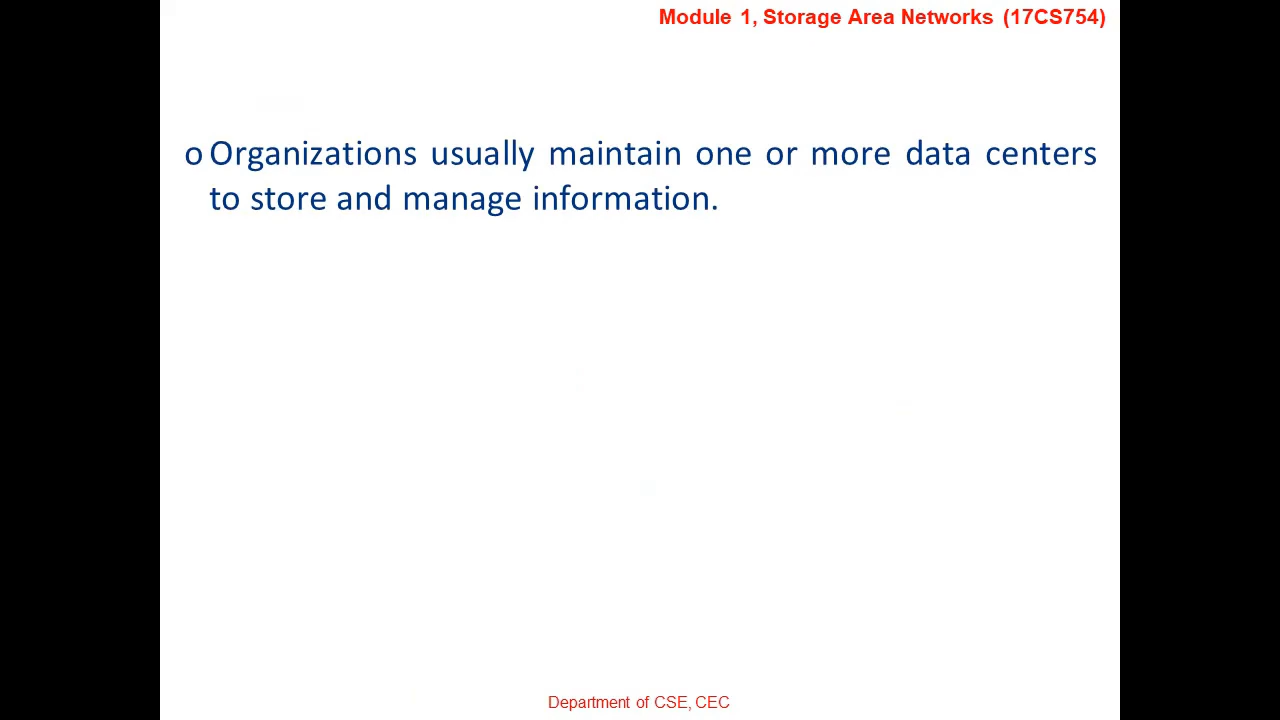 Module 1, Storage Area Networks (17CS754)
o Organizations usually maintain one or more data centers
to store and manage information.
Department of CSE, CEC